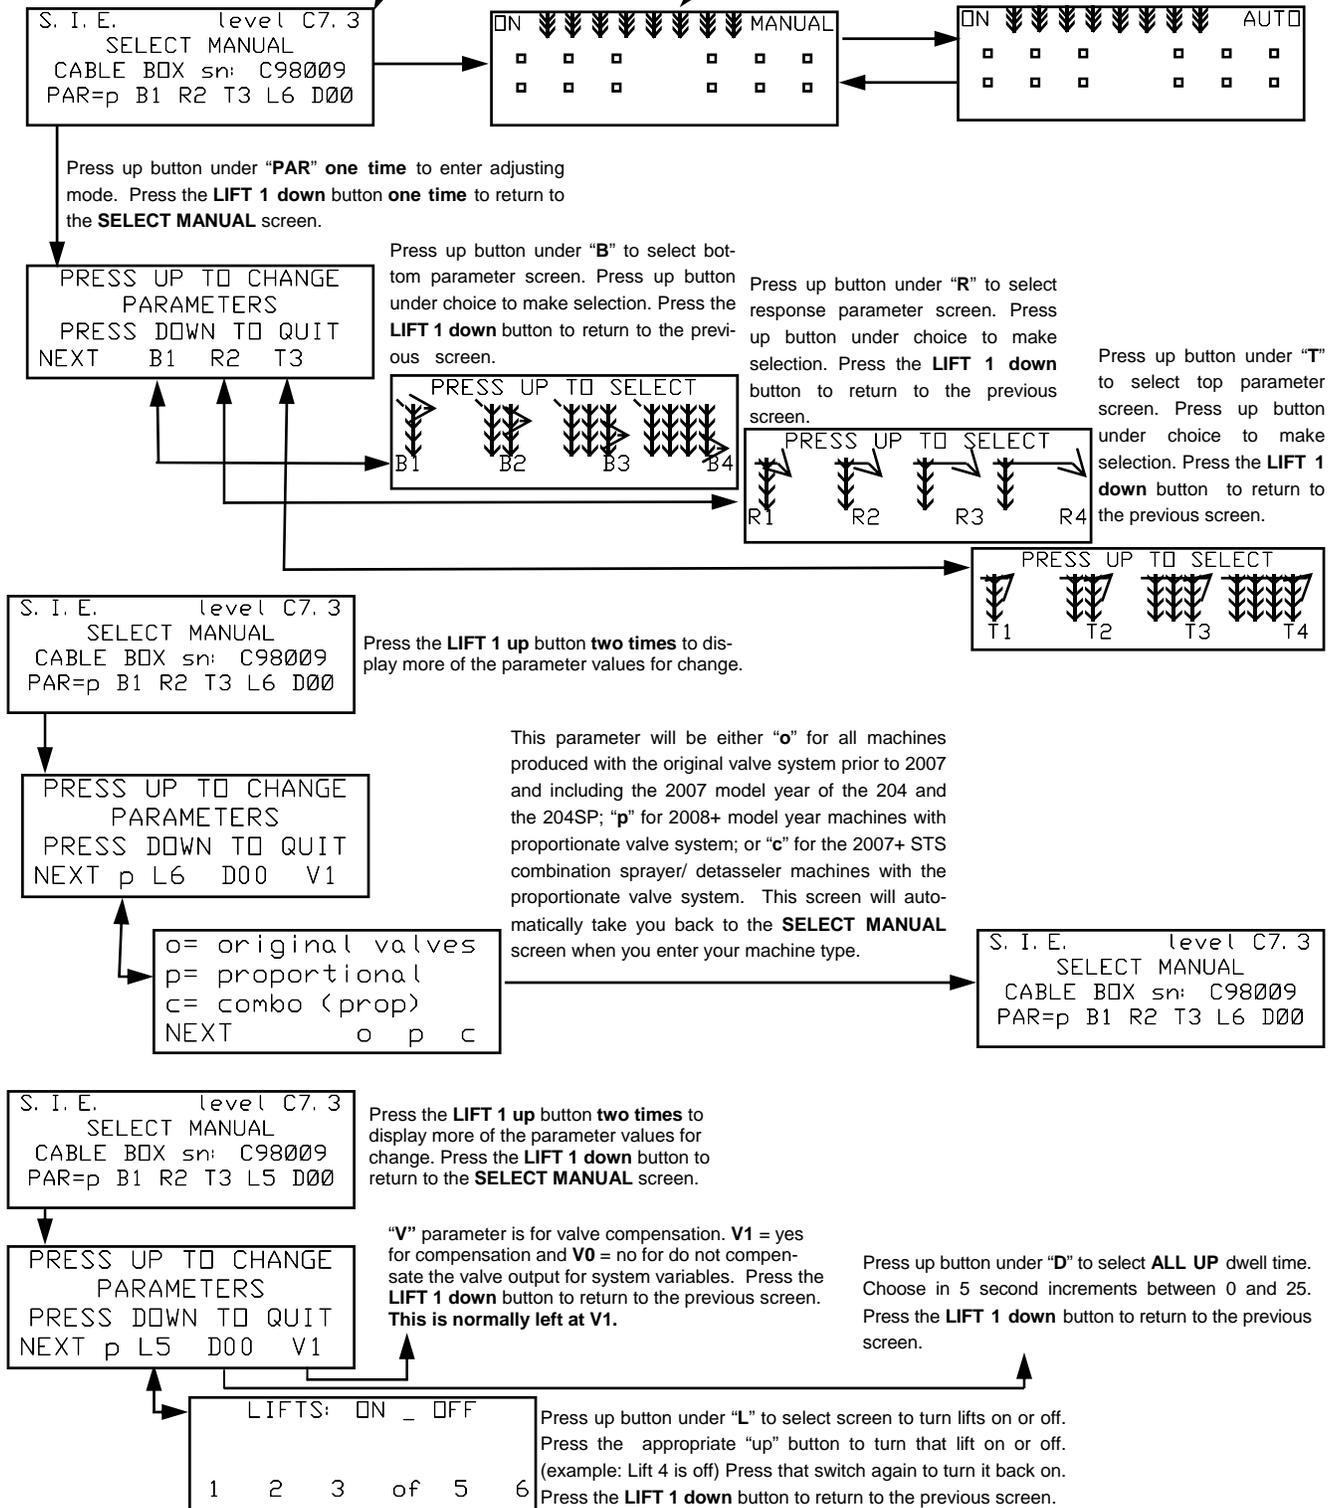 S. I. E. level C7. 3
SELECT MANUAL
CABLE BOX sn: C98009
PAR=p B1 R2 T3 L6 D00
ON MANUAL
ON AUTO
Press up button under “PAR” one time to enter adjusting
mode. Press the LIFT 1 down button one time to return to
the SELECT MANUAL screen.
PRESS UP TO CHANGE
PARAMETERS
PRESS DOWN TO QUIT
NEXT B1 R2 T3
Press up button under “B” to select bot-
tom parameter screen. Press up button
under choice to make selection. Press the
LIFT 1 down button to return to the previ-
ous screen.
PRESS UP TO SELECT
B1 B2 B3 B4
Press up button under “R” to select
response parameter screen. Press
up button under choice to make
selection. Press the LIFT 1 down
button to return to the previous
screen.
PRESS UP TO SELECT
R1 R2 R3 R4
Press up button under “T”
to select top parameter
screen. Press up button
under choice to make
selection. Press the LIFT 1
down button to return to
the previous screen.
PRESS UP TO SELECT
T1 T2 T3 T4
S. I. E. level C7. 3
SELECT MANUAL
CABLE BOX sn: C98009
PAR=p B1 R2 T3 L6 D00
Press the LIFT 1 up button two times to dis-
play more of the parameter values for change.
PRESS UP TO CHANGE
PARAMETERS
PRESS DOWN TO QUIT
NEXT p L6 D00 V1
This parameter will be either “o” for all machines
produced with the original valve system prior to 2007
and including the 2007 model year of the 204 and
the 204SP; “p” for 2008+ model year machines with
proportionate valve system; or “c” for the 2007+ STS
combination sprayer/ detasseler machines with the
proportionate valve system. This screen will auto-
matically take you back to the SELECT MANUAL
screen when you enter your machine type.
o= original valves
p= proportional
c= combo (prop)
NEXT o p c
S. I. E. level C7. 3
SELECT MANUAL
CABLE BOX sn: C98009
PAR=p B1 R2 T3 L6 D00
S. I. E. level C7. 3
SELECT MANUAL
CABLE BOX sn: C98009
PAR=p B1 R2 T3 L5 D00
Press the LIFT 1 up button two times to
display more of the parameter values for
change. Press the LIFT 1 down button to
return to the SELECT MANUAL screen.
PRESS UP TO CHANGE
PARAMETERS
PRESS DOWN TO QUIT
NEXT p L5 D00 V1
“V” parameter is for valve compensation. V1 = yes
for compensation and V0 = no for do not compen-
sate the valve output for system variables. Press the
LIFT 1 down button to return to the previous screen.
This is normally left at V1.
Press up button under “D” to select ALL UP dwell time.
Choose in 5 second increments between 0 and 25.
Press the LIFT 1 down button to return to the previous
screen.
LIFTS: ON _ OFF
1 2 3 of 5 6
Press up button under “L” to select screen to turn lifts on or off.
Press the appropriate “up” button to turn that lift on or off.
(example: Lift 4 is off) Press that switch again to turn it back on.
Press the LIFT 1 down button to return to the previous screen.